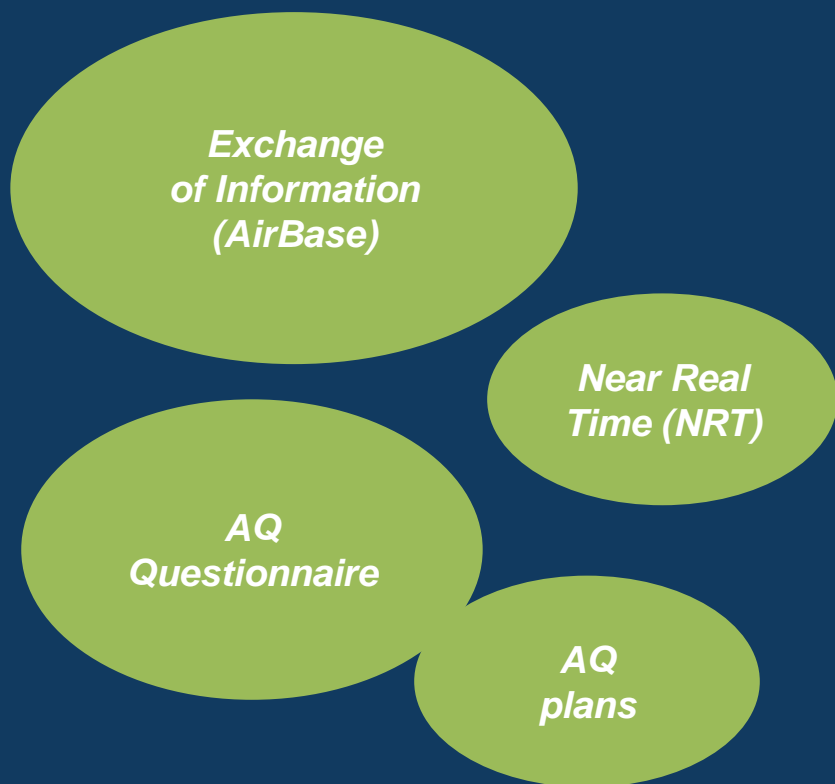 Exchange
of Information
(AirBase)
Near Real
Time (NRT)
AQ
Questionnaire
AQ
plans